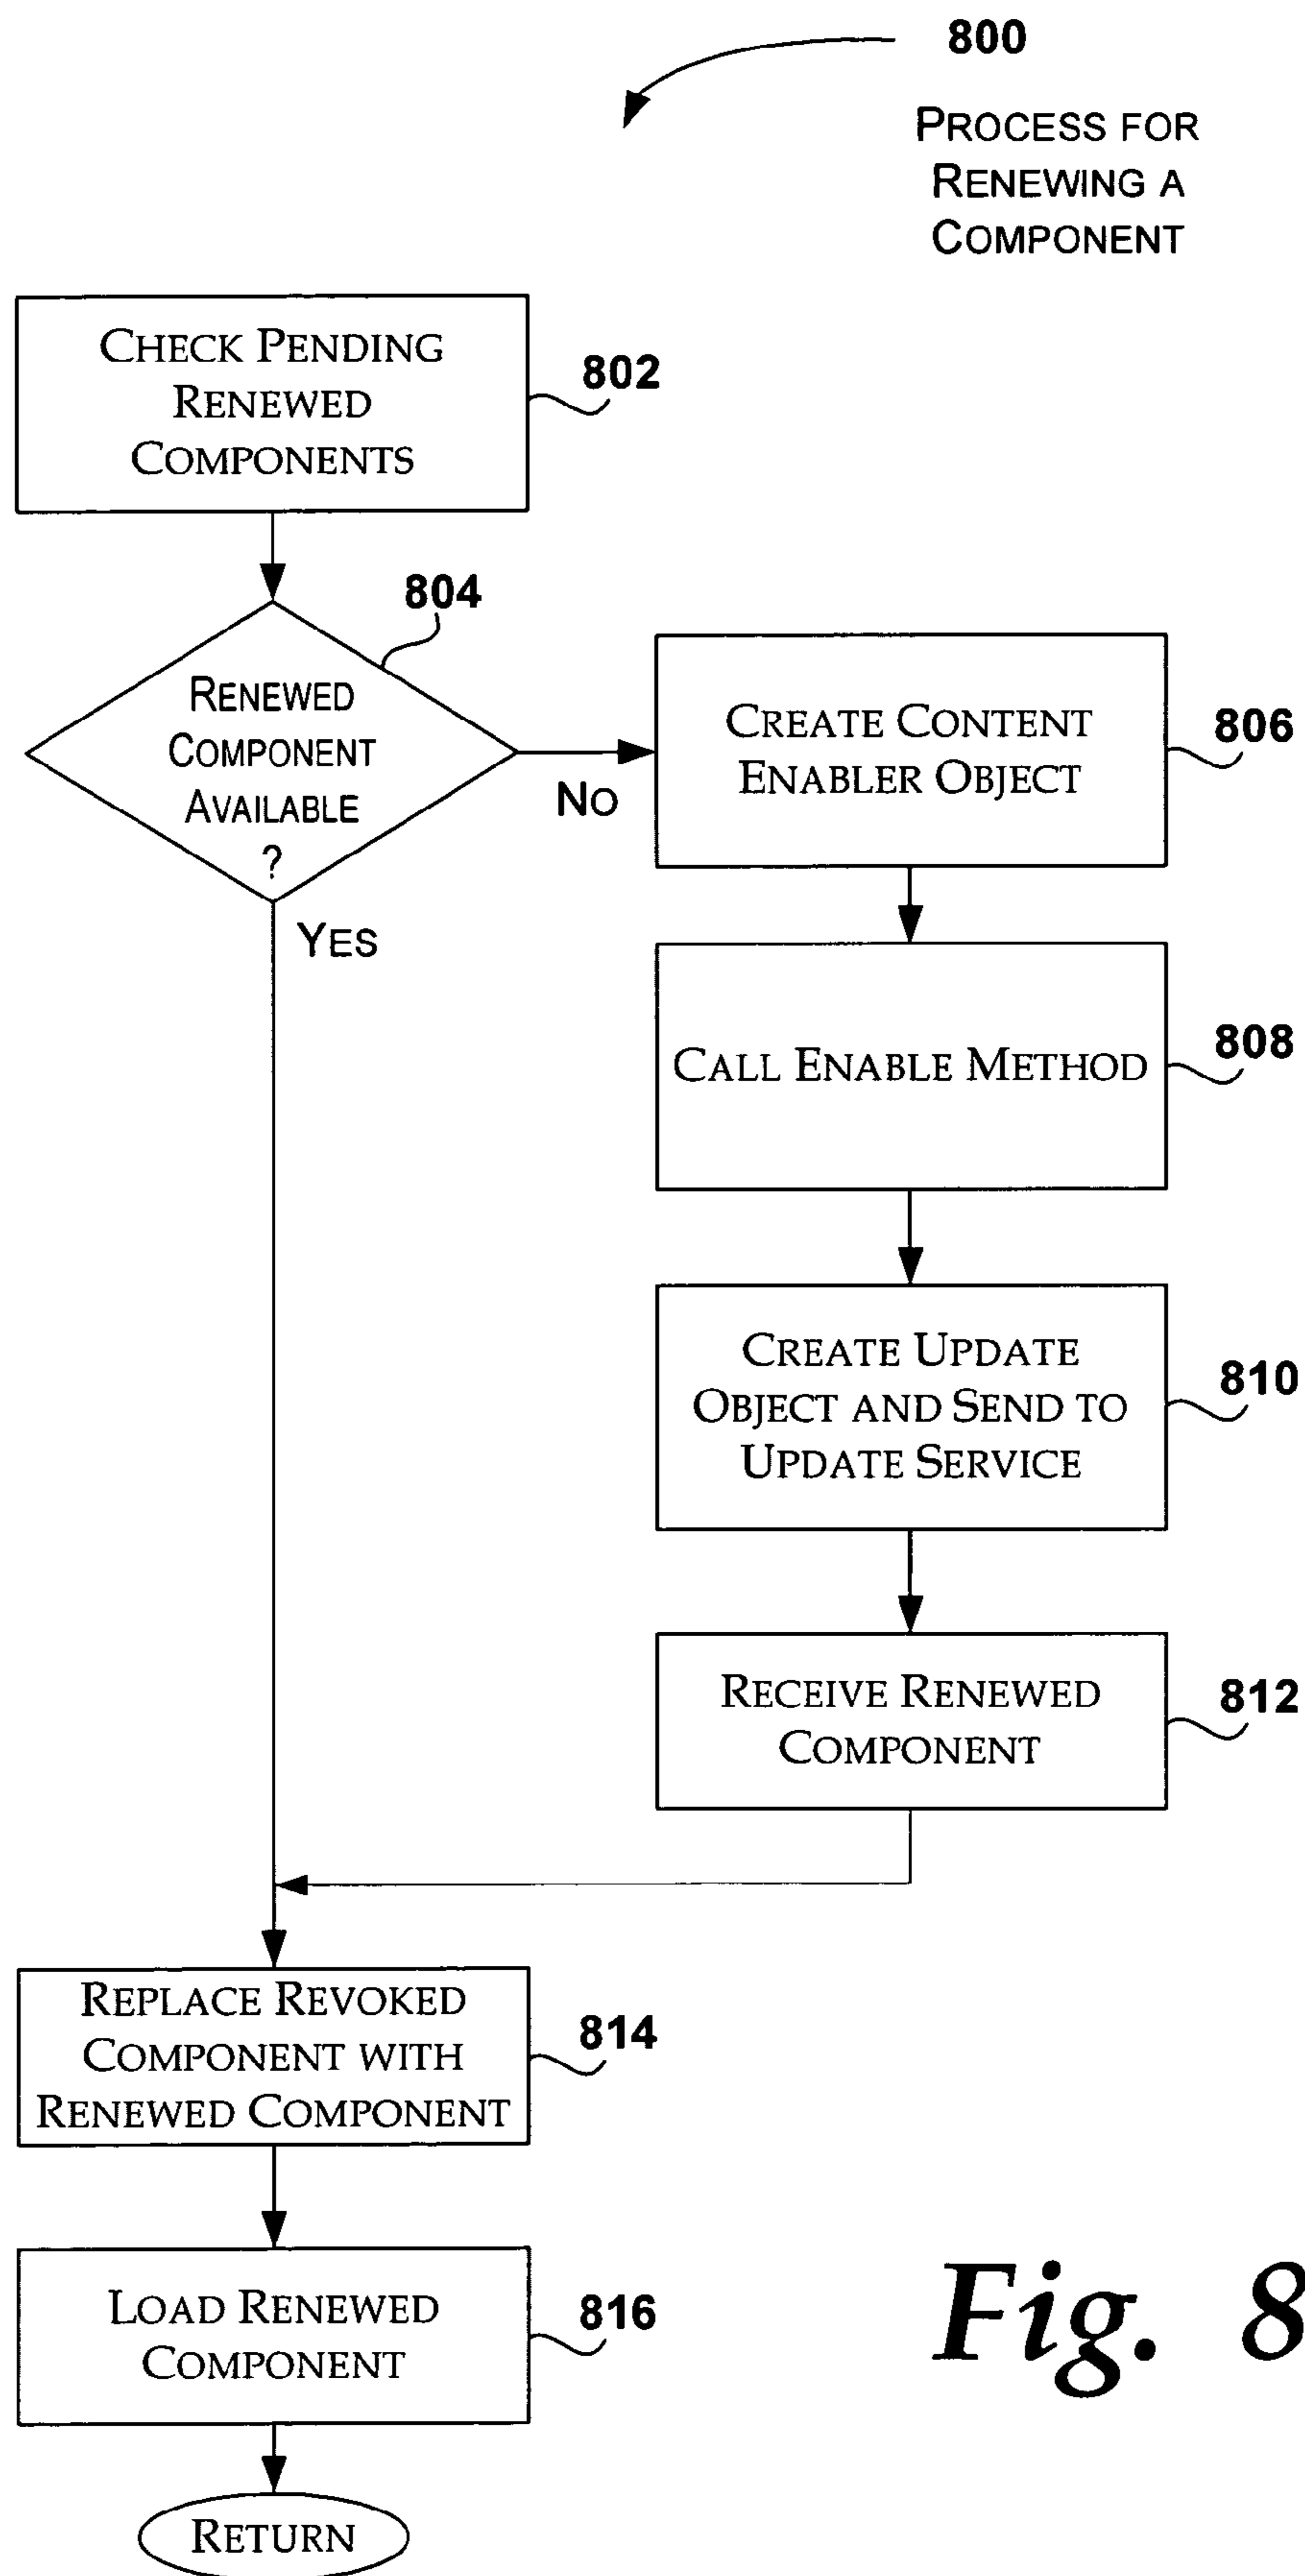 800
PROCESS FOR
RENEWING A
COMPONENT
CHECK PENDING
RENEWED
COMPONENTS
802
804
RENEWED
COMPONENT
AVAILABLE
?
NO
YES
CREATE CONTENT
ENABLER OBJECT
806
CALL ENABLE METHOD
808
CREATE UPDATE
OBJECT AND SEND TO
UPDATE SERVICE
810
RECEIVE RENEWED
COMPONENT
812
REPLACE REVOKED
COMPONENT WITH
RENEWED COMPONENT
814
LOAD RENEWED
COMPONENT
816
RETURN
Fig. 8